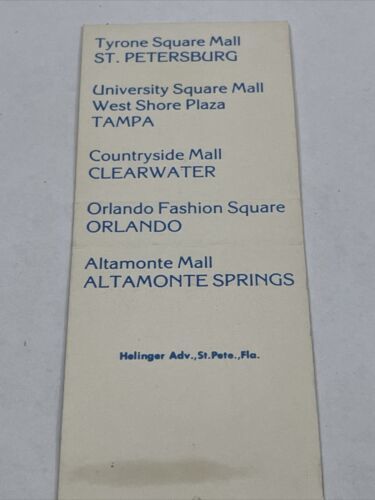 Tyrone Square Mall
ST. PETERSBURG
University Square Mall
West Shore Plaza
TAMPA
Countryside Mall
CLEARWATER
Orlando Fashion Square
ORLANDO
Altamonte Mall
ALTAMONTE SPRINGS
Helinger Adv.,St.Pete.,Fla.